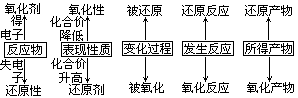 氧化剂 氧化性 被还原 还原反应 还原产物
得 化合价
电子 降低
反应物 表现性质 变化过程 发生反应 所得产物
失电 化合价
子 升高
还原性 还原剂 被氧化 氧化反应 氧化产物